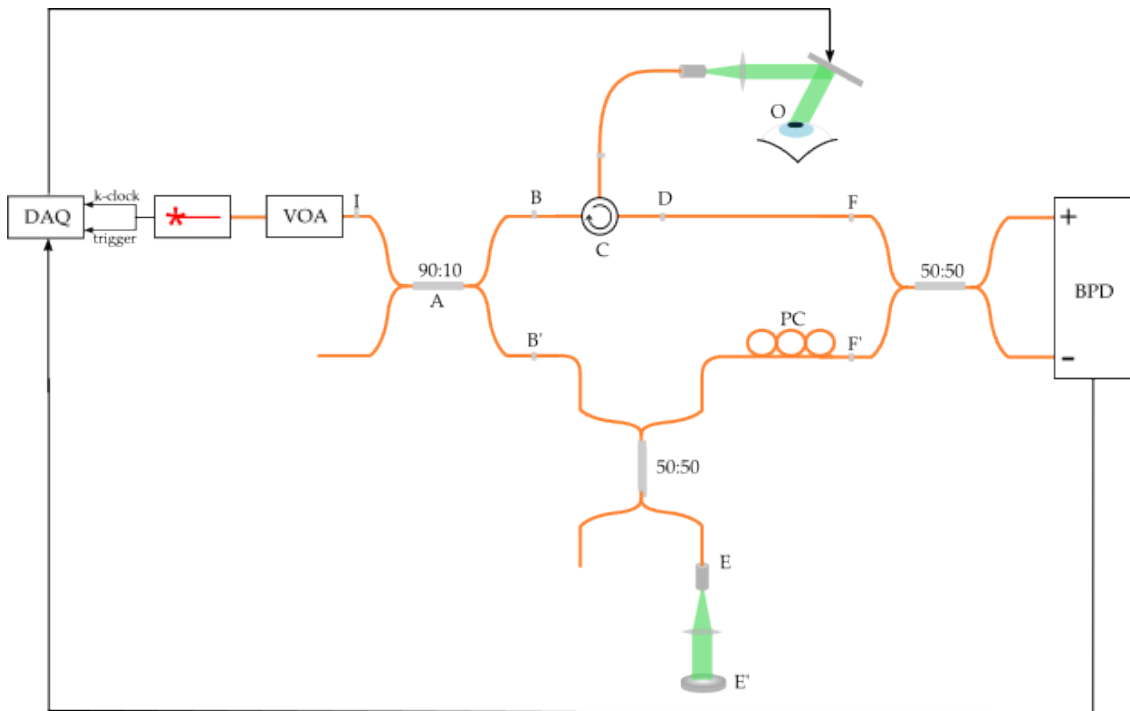 O
k-clock
DAQ
trigger
VOA
I
B
C
D
F
90:10
A
50:50
+
BPD
-
B'
PC
F'
50:50
E
E'